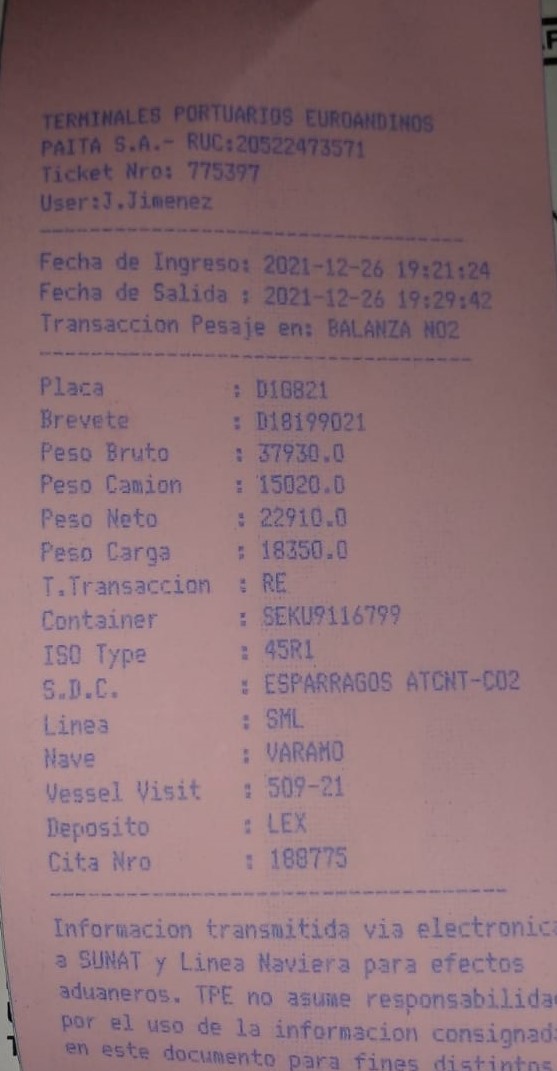 TERMINALES PORTUARIOS EUROANDINOS
PAITA S.A.- RUC:20522473571
Ticket Nro: 775397
User:J.Jimenez
--------------------------------------
Fecha de Ingreso: 2021-12-26 19:21:24
Fecha de Salida : 2021-12-26 19:29:42
Transaccion Pesaje en: BALANZA NO2
--------------------------------------
Placa : D1G821
Brevete : D18199021
Peso Bruto : 37930.0
Peso Camion : 15020.0
Peso Neto : 22910.0
Peso Carga : 18350.0
T.Transaccion : RE
Container : SEKU9116799
ISO Type : 45R1
S.D.C. : ESPARRAGOS ATCNT-CO2
Linea : SML
Nave : VARAMO
Vessel Visit : 509-21
Deposito : LEX
Cita Nro : 188775
--------------------------------------
Informacion transmitida via electronica
a SUNAT y Linea Naviera para efectos
aduaneros. TPE no asume responsabilida
por el uso de la informacion consignad
en este documento para fines distintos